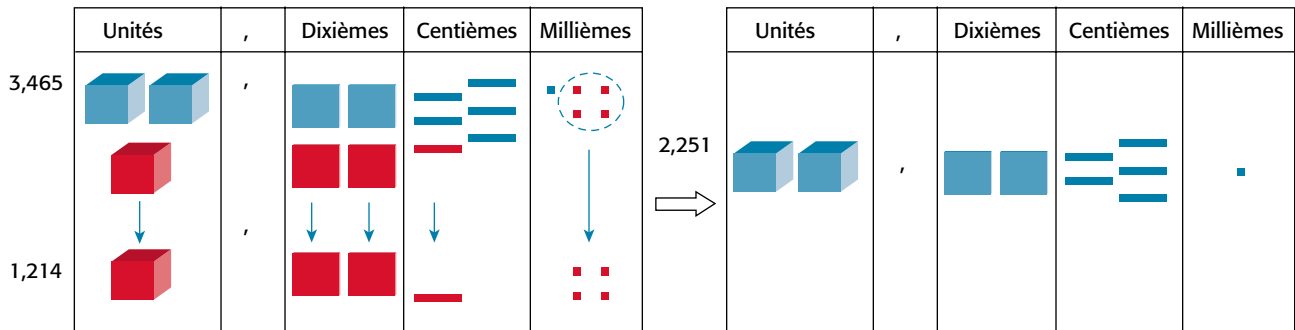 Unités , Dixièmes Centièmes Millièmes
3,465 ,
,
1,214
Unités , Dixièmes Centièmes Millièmes
2,251 ,